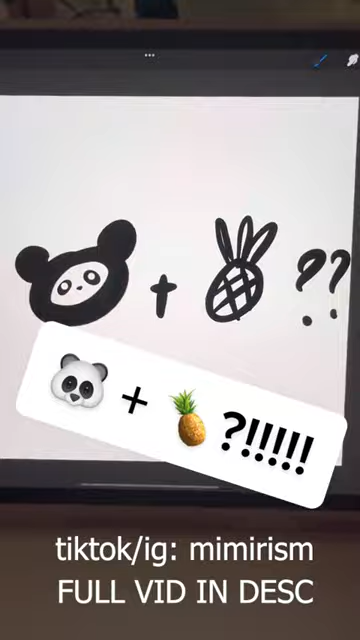 + ??
🐼 + 🍍 ?!!!!!
tiktok/ig: mimirism
FULL VID IN DESC